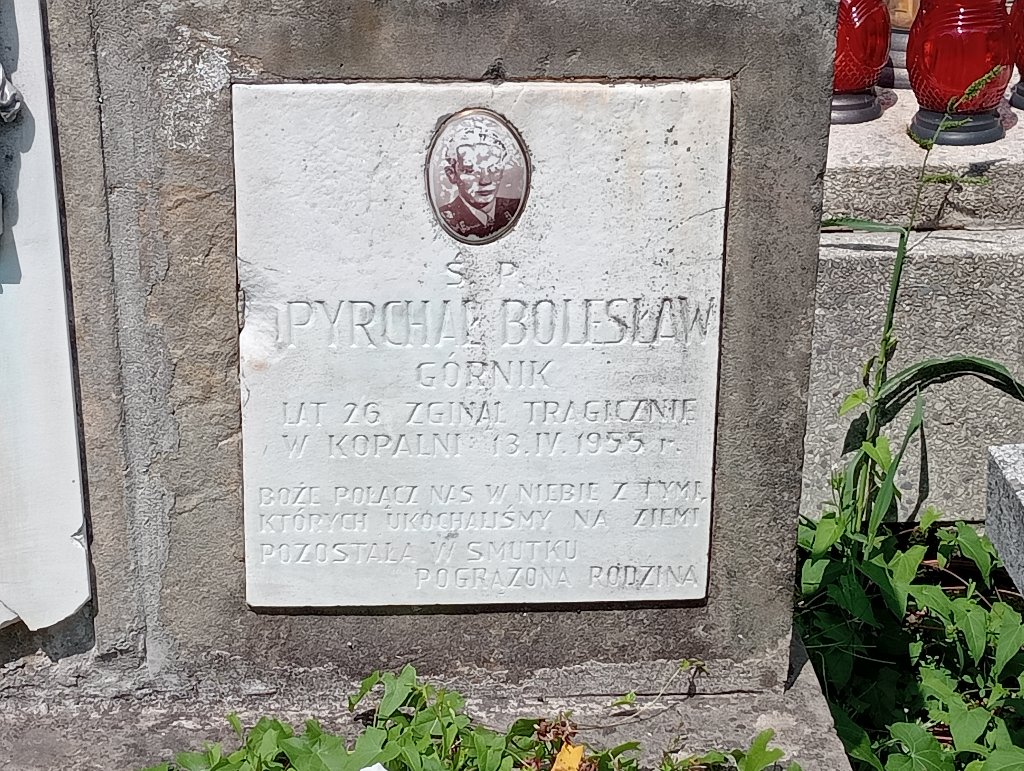 Ś P.
PYRCHAŁ BOLESŁAW
GÓRNIK
LAT 26 ZGINĄŁ TRAGICZNIE
W KOPALNI 13.IV.1955 r.
BOŻE POŁĄCZ NAS W NIEBIE Z TYMI,
KTÓRYCH UKOCHALIŚMY NA ZIEMI
POZOSTAŁA W SMUTKU
POGRĄŻONA RODZINA